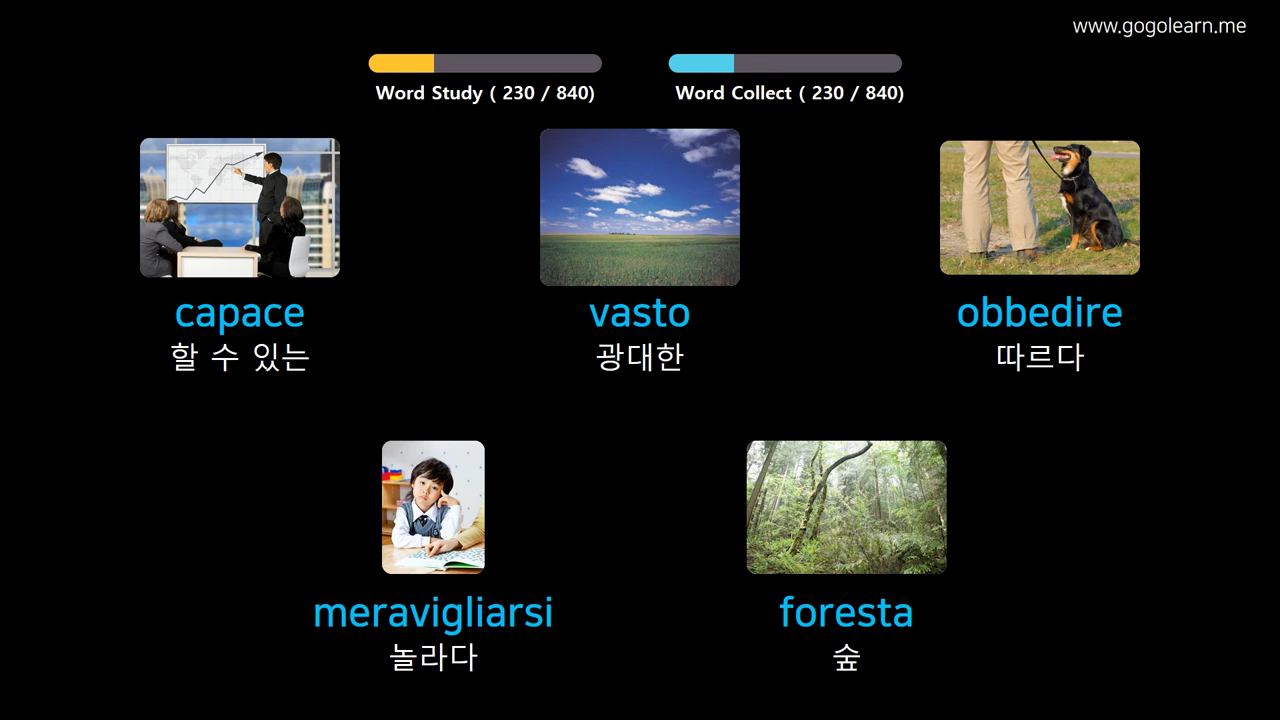 www.gogolearn.me
Word Study ( 230 / 840)
Word Collect ( 230 / 840)
capace
할 수 있는
vasto
광대한
obbedire
따르다
meravigliarsi
놀라다
foresta
숲